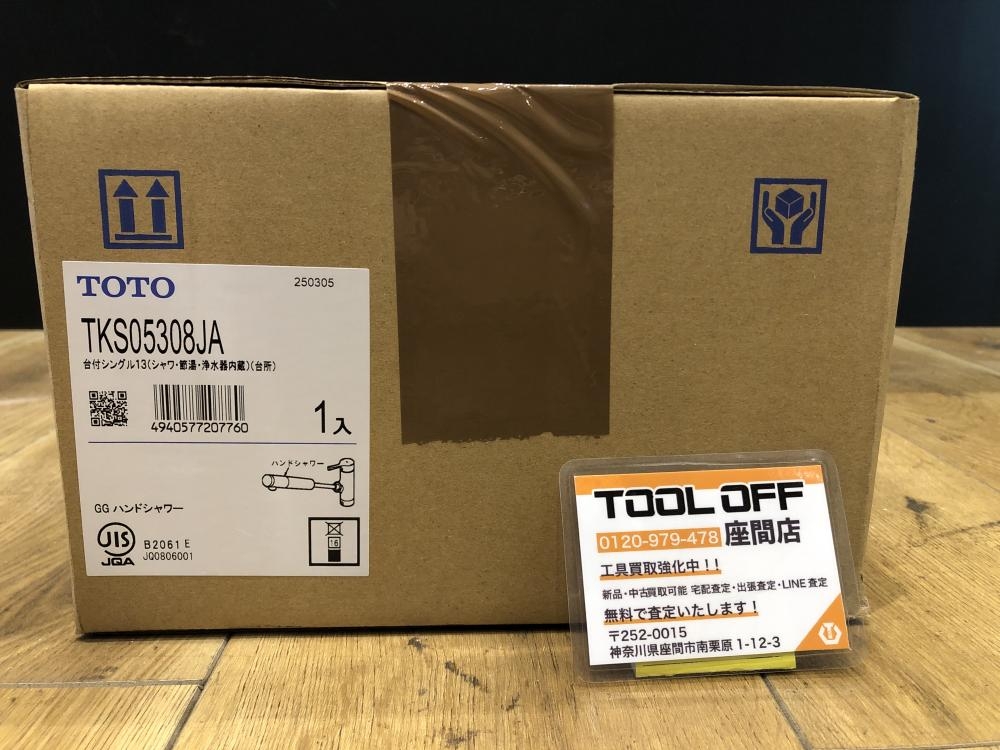 TOTO
250305
TKS05308JA
台付シングル13(シャワ・節湯・浄水器内蔵)(台所)
4940577207760
1入
ハンドシャワー
GG ハンドシャワー
16
JIS
JQA
B2061 E
JQ0806001
TOOL OFF
0120-979-478 座間店
工具買取強化中!!
新品・中古買取可能 宅配査定・出張査定・LINE査定
無料で査定いたします!
〒252-0015
神奈川県座間市南栗原 1-12-3